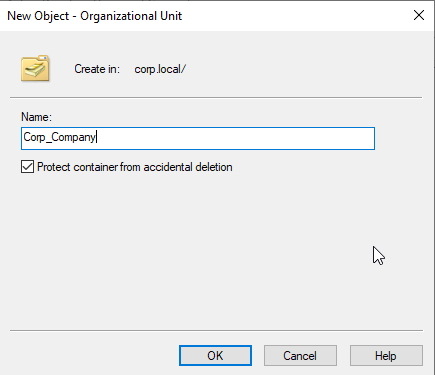 New Object - Organizational Unit
Create in: corp.local/
Name:
Corp_Company
Protect container from accidental deletion
OK Cancel Help